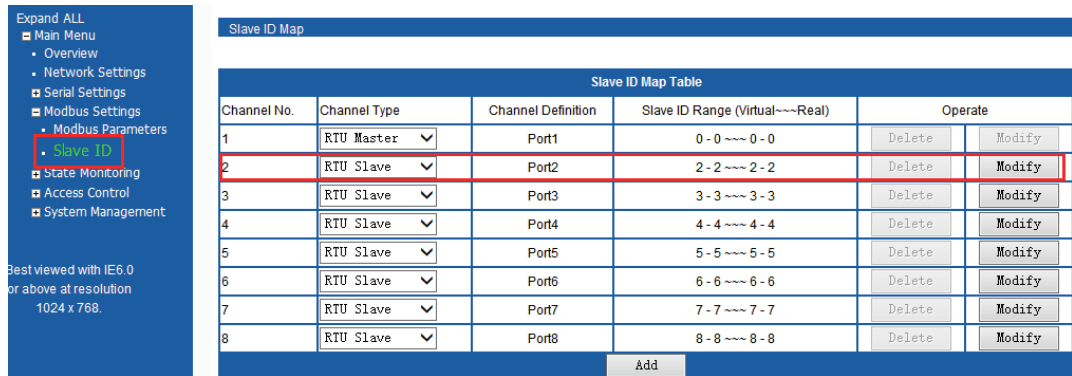 Expand ALL
Main Menu
Overview
Network Settings
Serial Settings
Modbus Settings
Modbus Parameters
Slave ID
State Monitoring
Access Control
System Management
Best viewed with IE6.0
or above at resolution
1024 x 768.
Slave ID Map
Slave ID Map Table
Channel No. Channel Type Channel Definition Slave ID Range (Virtual~~~Real) Operate
1 RTU Master Port1 0 - 0 ~~~ 0 - 0 Delete Modify
2 RTU Slave Port2 2 - 2 ~~~ 2 - 2 Delete Modify
3 RTU Slave Port3 3 - 3 ~~~ 3 - 3 Delete Modify
4 RTU Slave Port4 4 - 4 ~~~ 4 - 4 Delete Modify
5 RTU Slave Port5 5 - 5 ~~~ 5 - 5 Delete Modify
6 RTU Slave Port6 6 - 6 ~~~ 6 - 6 Delete Modify
7 RTU Slave Port7 7 - 7 ~~~ 7 - 7 Delete Modify
8 RTU Slave Port8 8 - 8 ~~~ 8 - 8 Delete Modify
Add